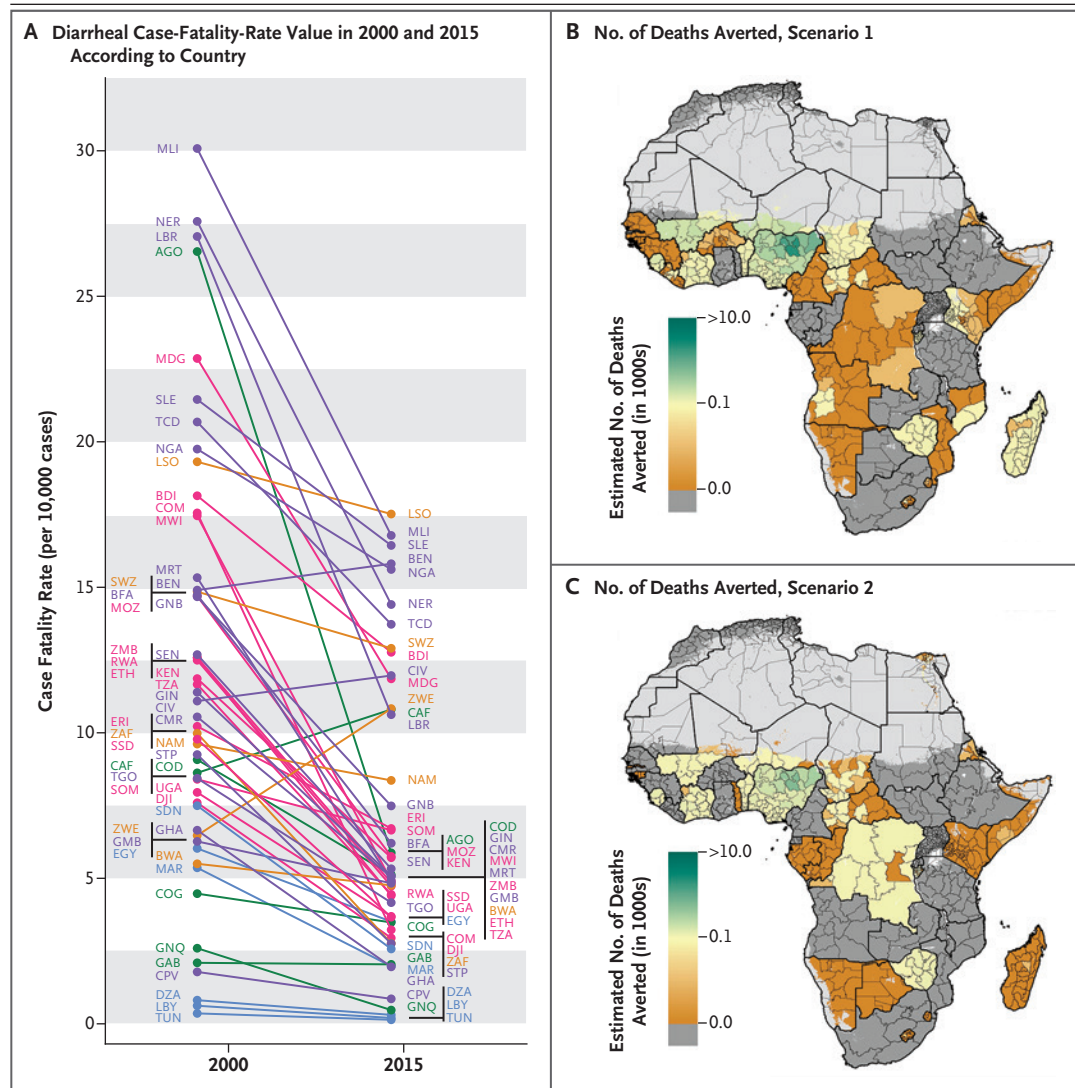 A Diarrheal Case-Fatality-Rate Value in 2000 and 2015
According to Country
Case Fatality Rate (per 10,000 cases)
30
25
20
15
10
5
0
2000
2015
MLI
NER
LBR
AGO
MDG
SLE
TCD
NGA
LSO
BDI
COM
MWI
MRT
SWZ
BEN
BFA
MOZ
GNB
ZMB
SEN
RWA
ETH
KEN
TZA
GIN
CIV
ERI
CMR
ZAF
SSD
NAM
STP
CAF
COD
TGO
SOM
UGA
DJI
SDN
ZWE
GHA
GMB
EGY
BWA
MAR
COG
GNQ
GAB
CPV
DZA
LBY
TUN
LSO
MLI
SLE
BEN
NGA
NER
TCD
SWZ
BDI
CIV
MDG
ZWE
CAF
LBR
NAM
GNB
ERI
SOM
BFA
SEN
AGO
MOZ
KEN
COD
GIN
CMR
MWI
MRT
ZMB
GMB
BWA
ETH
TZA
RWA
TGO
SSD
UGA
EGY
COG
SDN
GAB
MAR
GHA
COM
DJI
ZAF
STP
CPV
GNQ
DZA
LBY
TUN
B No. of Deaths Averted, Scenario 1
Estimated No. of Deaths
Averted (in 1000s)
>10.0
0.1
0.0
C No. of Deaths Averted, Scenario 2
Estimated No. of Deaths
Averted (in 1000s)
>10.0
0.1
0.0